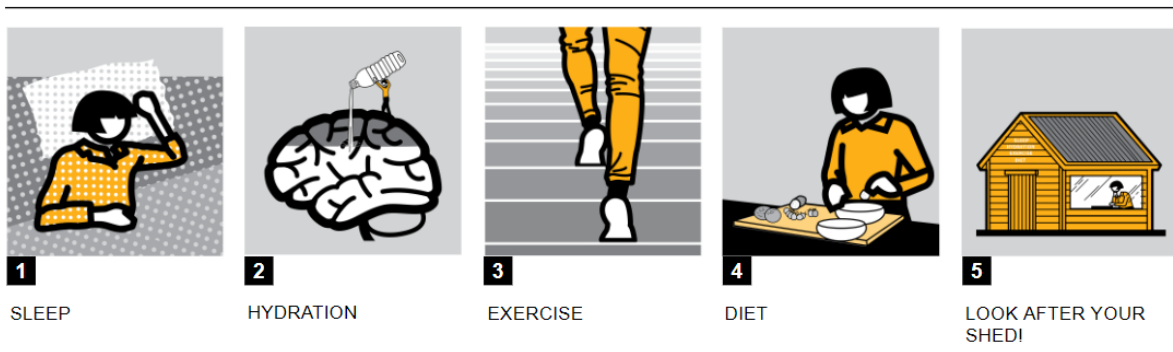 1
SLEEP
2
HYDRATION
3
EXERCISE
4
DIET
5
LOOK AFTER YOUR
SHED!